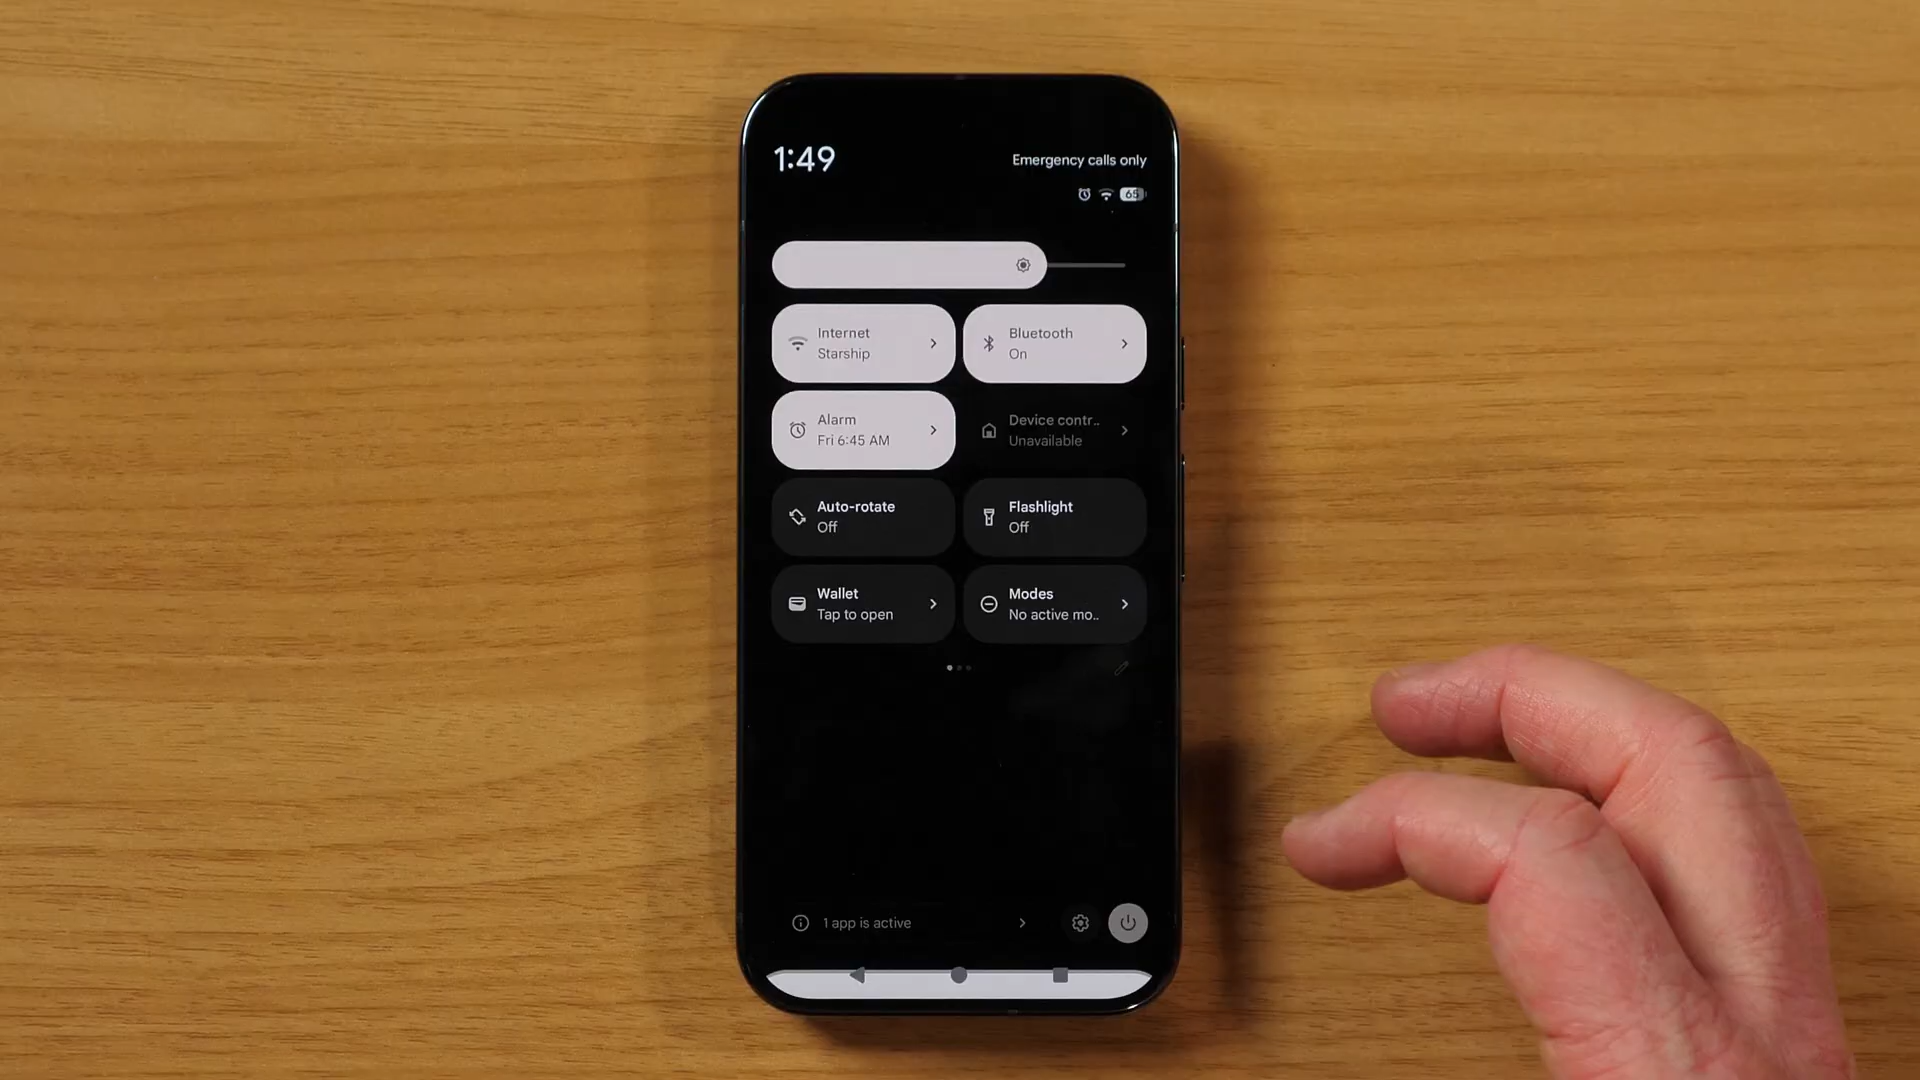 1:49
Emergency calls only
65
Internet
Starship
Bluetooth
On
Alarm
Fri 6:45 AM
Device contr..
Unavailable
Auto-rotate
Off
Flashlight
Off
Wallet
Tap to open
Modes
No active mo..
1 app is active